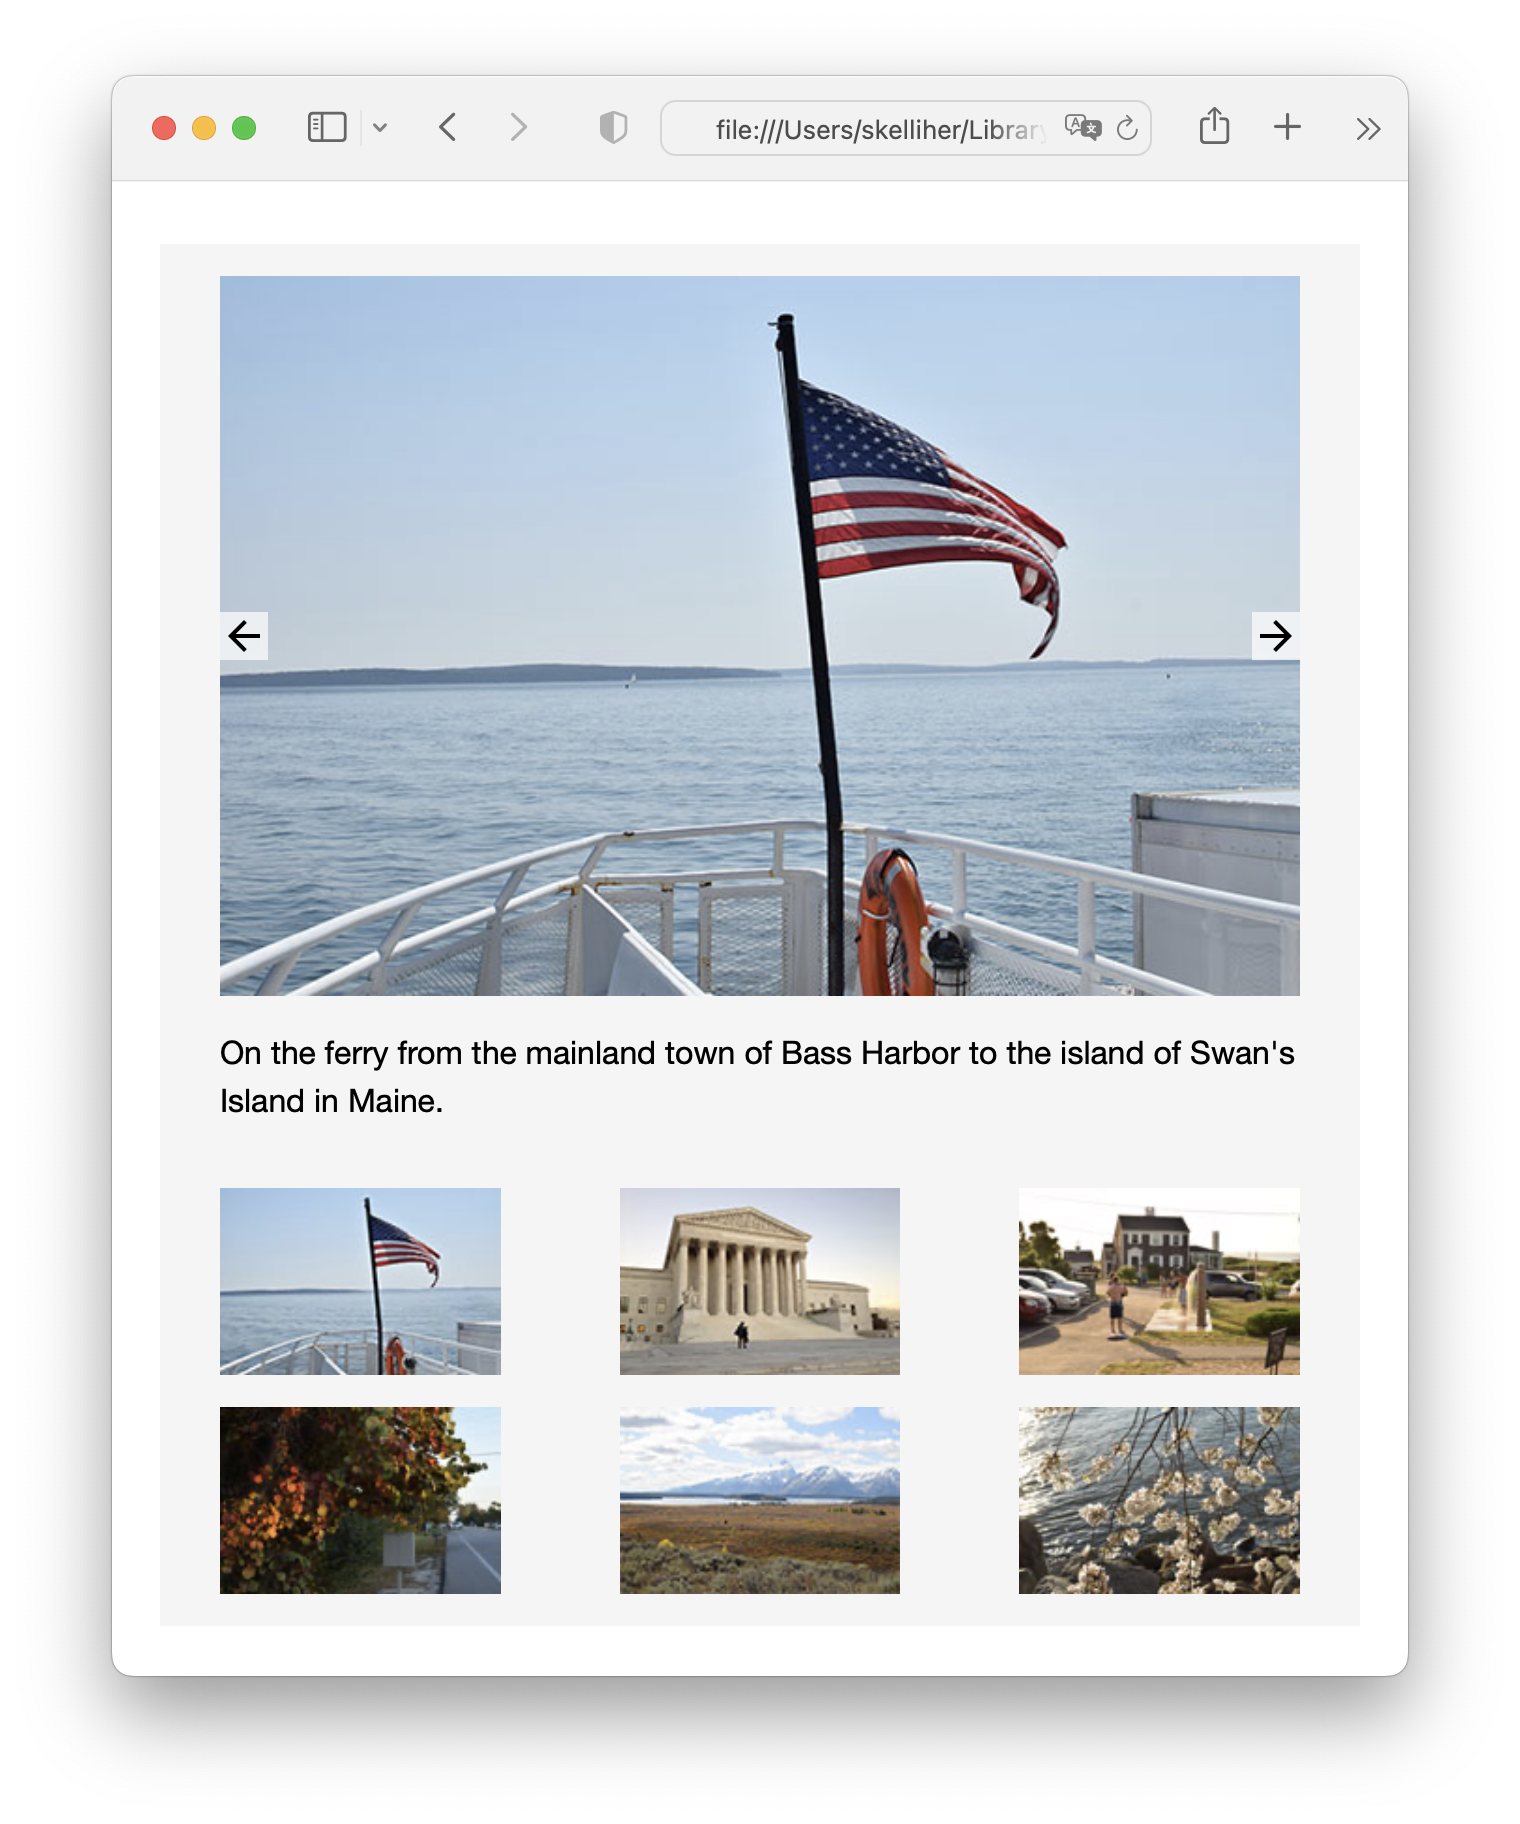 file:///Users/skelliher/Library
On the ferry from the mainland town of Bass Harbor to the island of Swan's
Island in Maine.